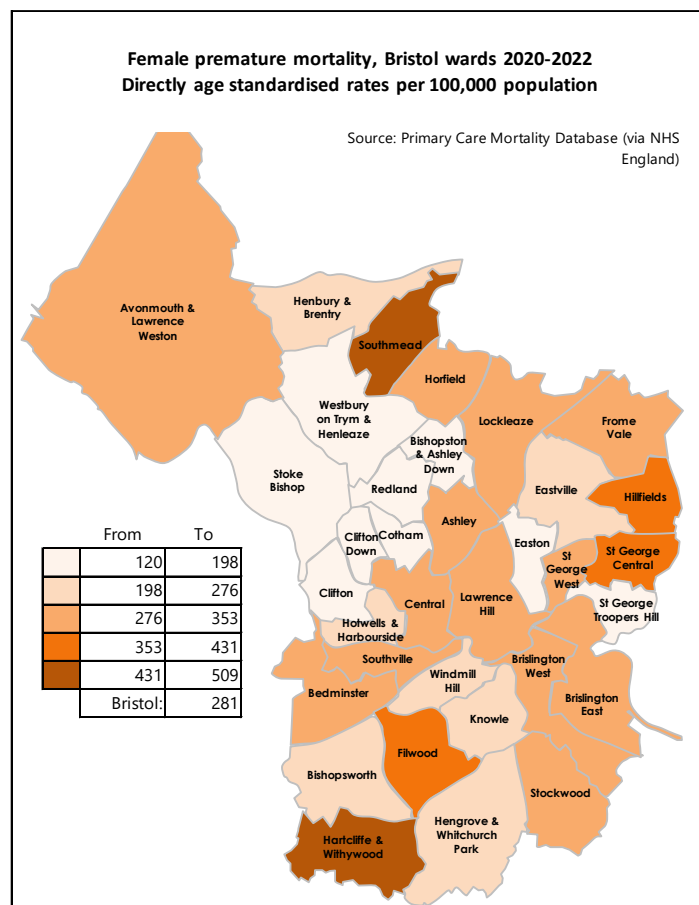 Female premature mortality, Bristol wards 2020-2022
Directly age standardised rates per 100,000 population
Source: Primary Care Mortality Database (via NHS
England)
Avonmouth &
Lawrence
Weston
Henbury &
Brentry
Southmead
Horfield
Lockleaze
Frome
Vale
Westbury
on Trym &
Henleaze
Bishopston
& Ashley
Down
Stoke
Bishop
Redland
Eastville
Hillfields
Ashley
Cotham
Clifton
Down
Easton
St
George
West
St George
Central
Clifton
Central
Lawrence
Hill
St George
Troopers Hill
Hotwells &
Harbourside
Southville
Windmill
Hill
Brislington
West
Bedminster
Brislington
East
Knowle
Filwood
Bishopsworth
Stockwood
Hengrove &
Whitchurch
Park
Hartcliffe &
Withywood
From To
120 198
198 276
276 353
353 431
431 509
Bristol: 281